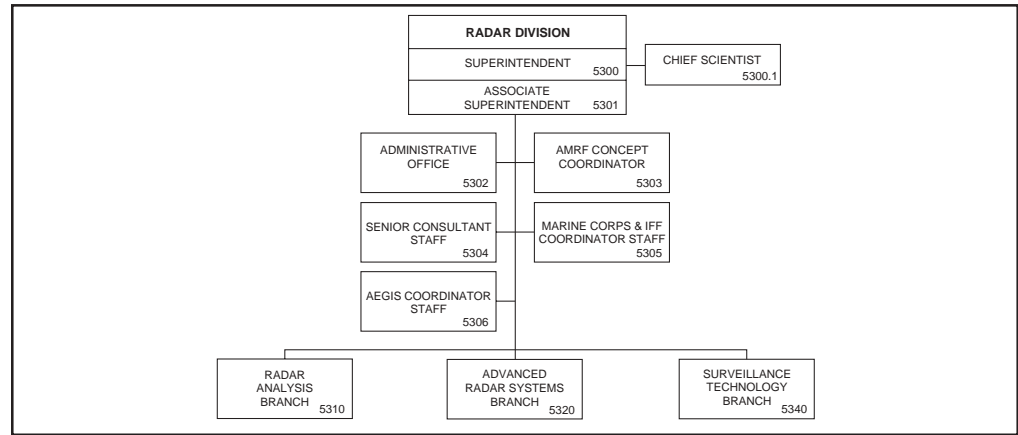 RADAR DIVISION
SUPERINTENDENT
5300
CHIEF SCIENTIST
5300.1
ASSOCIATE
SUPERINTENDENT
5301
ADMINISTRATIVE
OFFICE
5302
AMRF CONCEPT
COORDINATOR
5303
SENIOR CONSULTANT
STAFF
5304
MARINE CORPS & IFF
COORDINATOR STAFF
5305
AEGIS COORDINATOR
STAFF
5306
RADAR
ANALYSIS
BRANCH
5310
ADVANCED
RADAR SYSTEMS
BRANCH
5320
SURVEILLANCE
TECHNOLOGY
BRANCH
5340